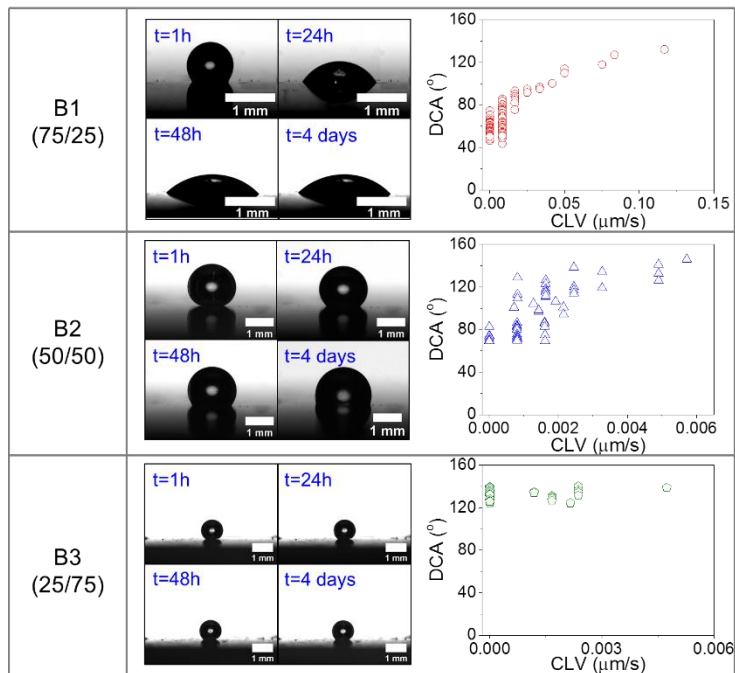 B1
(75/25)
t=1h
t=24h
1 mm
1 mm
t=48h
t=4 days
1 mm
1 mm
160
120
80
40
0
DCA (°)
0.00
0.05
0.10
0.15
CLV (μm/s)
B2
(50/50)
t=1h
t=24h
1 mm
1 mm
t=48h
t=4 days
1 mm
1 mm
160
120
80
40
0
DCA (°)
0.000
0.002
0.004
0.006
CLV (μm/s)
B3
(25/75)
t=1h
t=24h
1 mm
1 mm
t=48h
t=4 days
1 mm
1 mm
160
120
80
40
0
DCA (°)
0.000
0.003
0.006
CLV (μm/s)